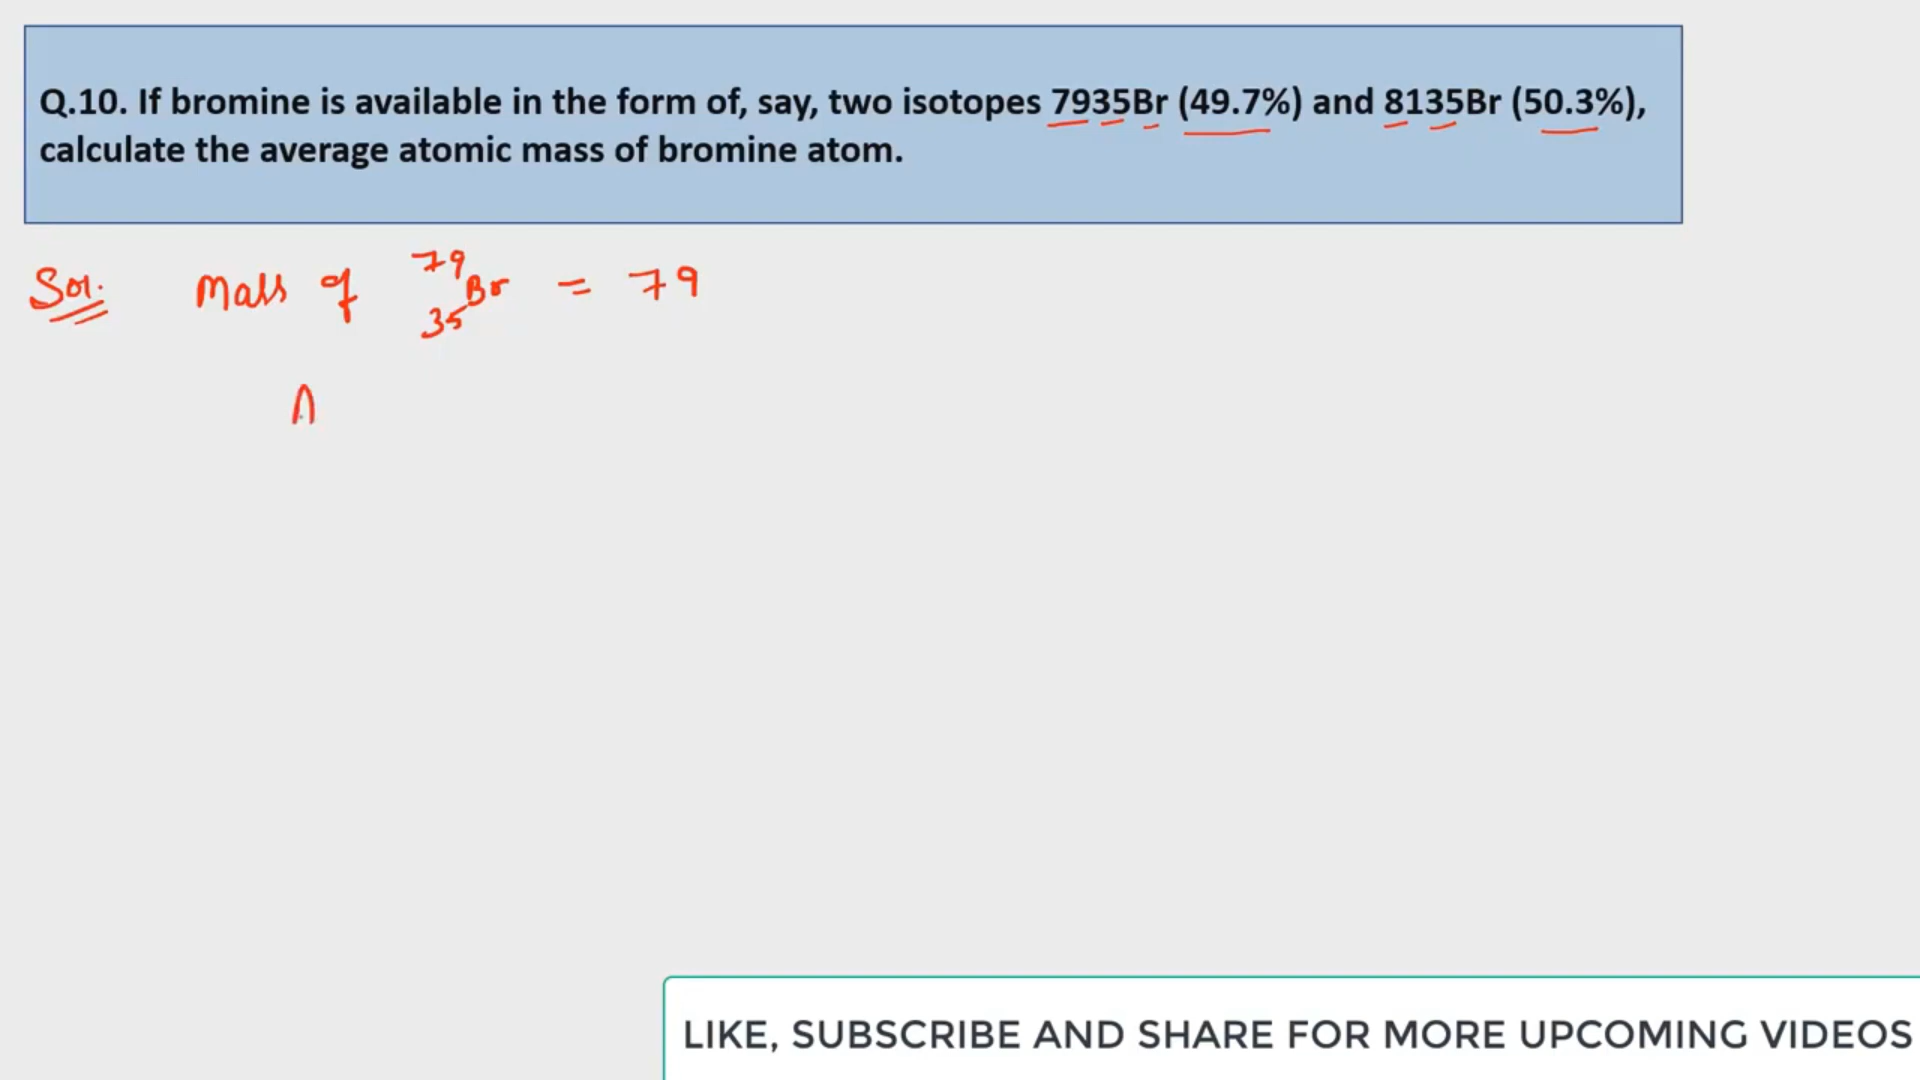 Q.10. If bromine is available in the form of, say, two isotopes 7935Br (49.7%) and 8135Br (50.3%),
calculate the average atomic mass of bromine atom.
Sol. Mass of 79 35 Br = 79
A
LIKE, SUBSCRIBE AND SHARE FOR MORE UPCOMING VIDEOS